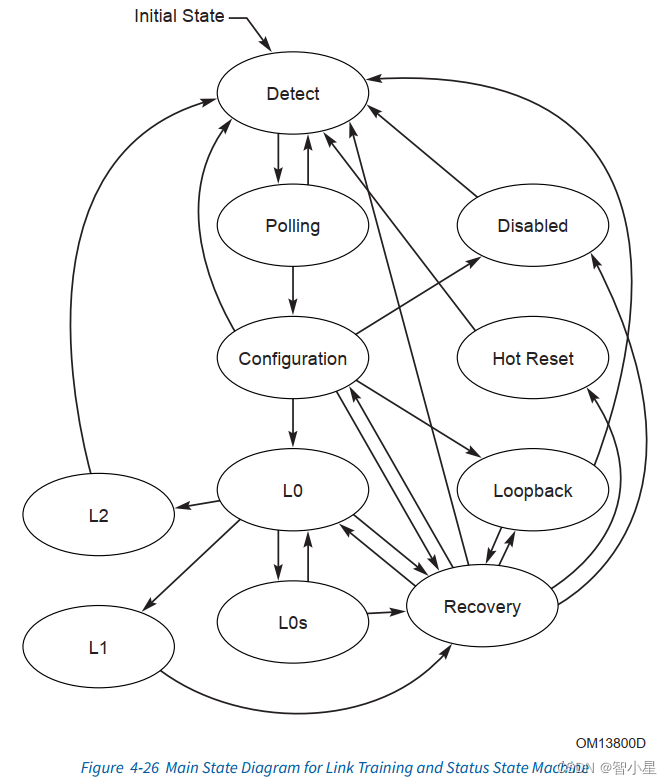 Initial State
Detect
Polling
Disabled
Configuration
Hot Reset
L0
Loopback
L2
Recovery
L0s
L1
OM13800D
Figure 4-26 Main State Diagram for Link Training and Status State Machine
CSDN @智小星